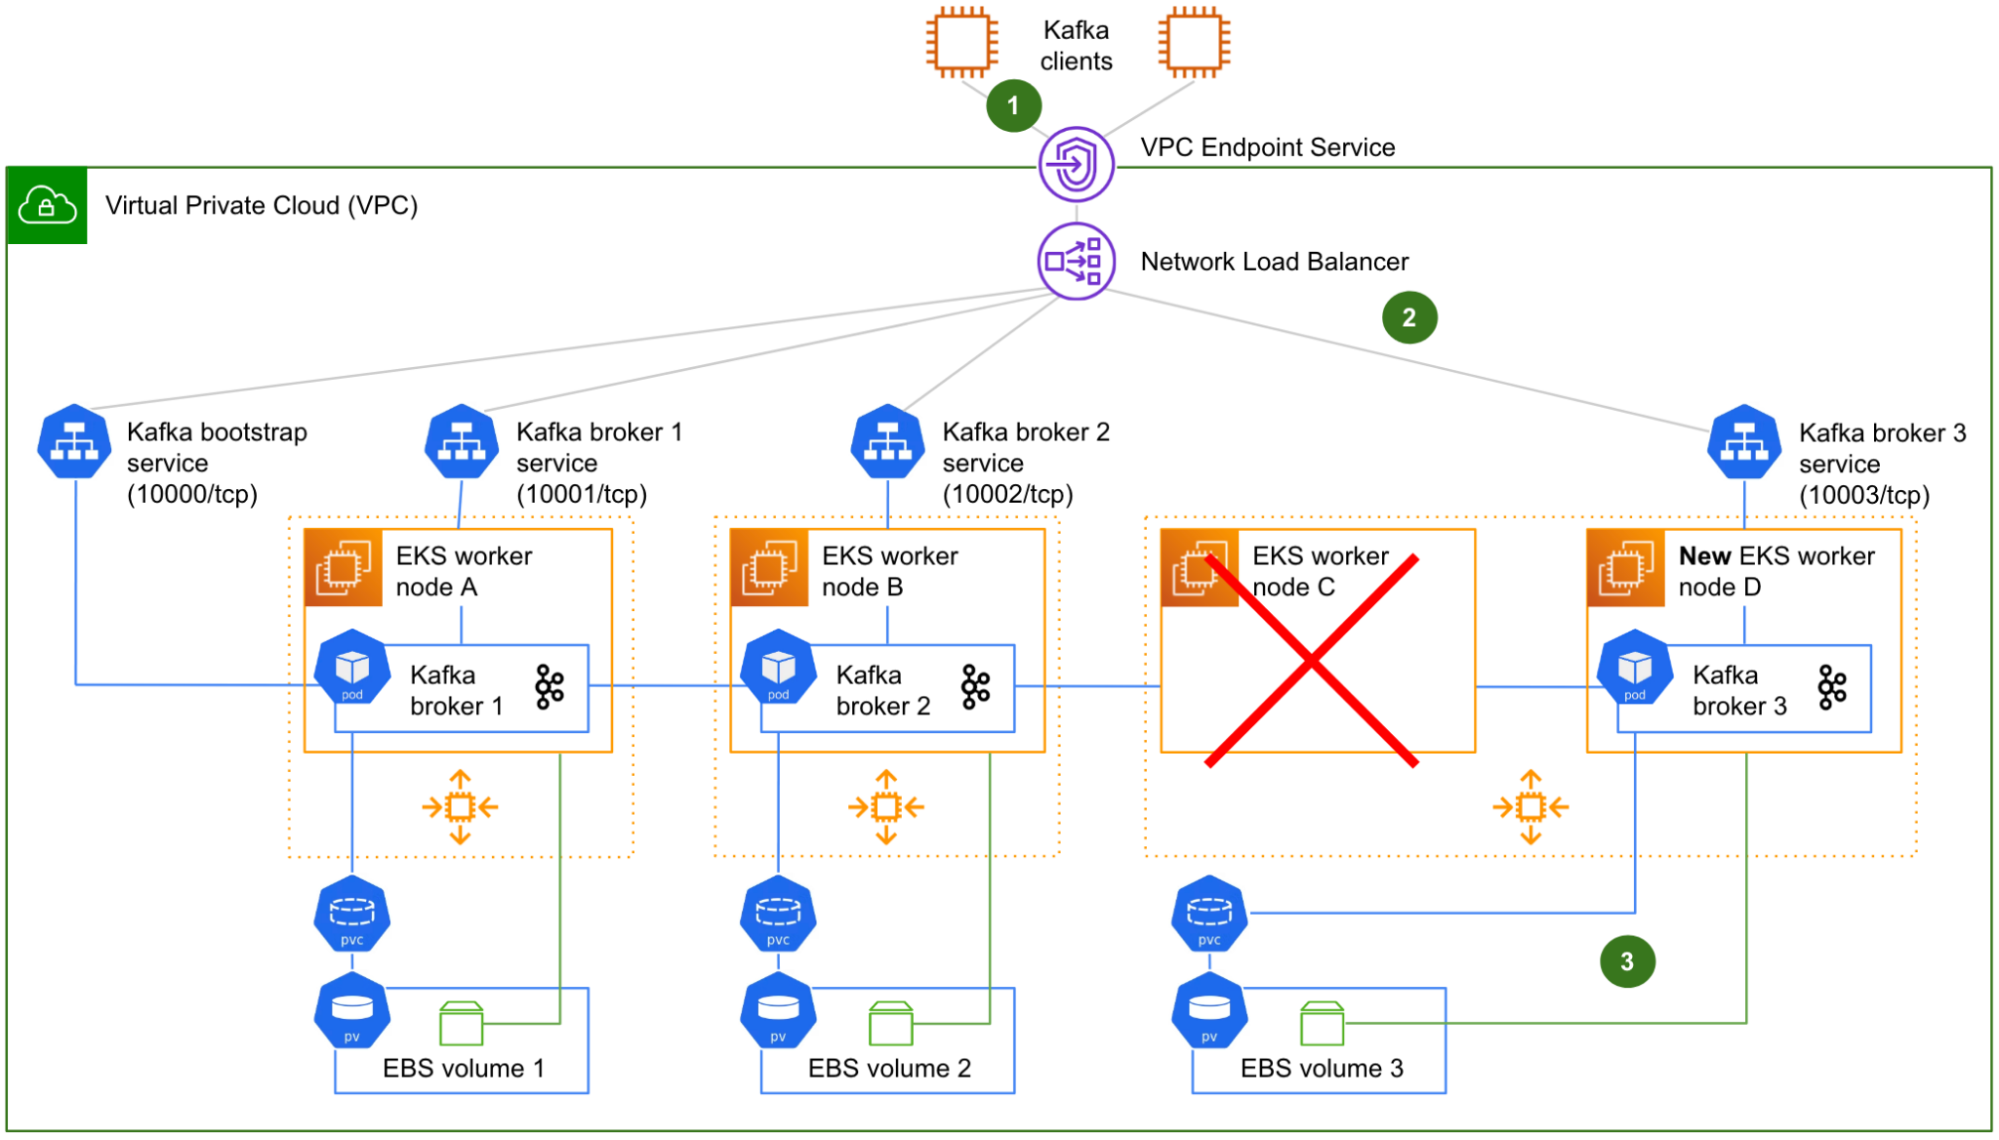 Kafka
clients
1
VPC Endpoint Service
Virtual Private Cloud (VPC)
Network Load Balancer
2
Kafka bootstrap
service
(10000/tcp)
Kafka broker 1
service
(10001/tcp)
Kafka broker 2
service
(10002/tcp)
Kafka broker 3
service
(10003/tcp)
EKS worker
node A
EKS worker
node B
EKS worker
node C
New EKS worker
node D
pod
Kafka
broker 1
pod
Kafka
broker 2
pod
Kafka
broker 3
pvc
pvc
pvc
3
pv
EBS volume 1
pv
EBS volume 2
pv
EBS volume 3